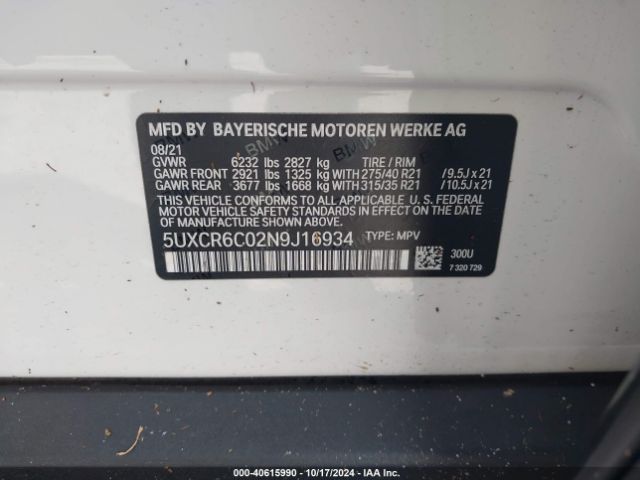 MFD BY BAYERISCHE MOTOREN WERKE AG
08/21
GVWR 6232 lbs 2827 kg TIRE / RIM
GAWR FRONT 2921 lbs 1325 kg WITH 275/40 R21 / 9.5J x 21
GAWR REAR 3677 lbs 1668 kg WITH 315/35 R21 / 10.5J x 21
THIS VEHICLE CONFORMS TO ALL APPLICABLE U. S. FEDERAL
MOTOR VEHICLE SAFETY STANDARDS IN EFFECT ON THE
DATE OF MANUFACTURE SHOWN ABOVE.
5UXCR6C02N9J16934 TYPE: MPV
300U
7 320 729
000-40615990 | 10/17/2024 | IAA Inc. |